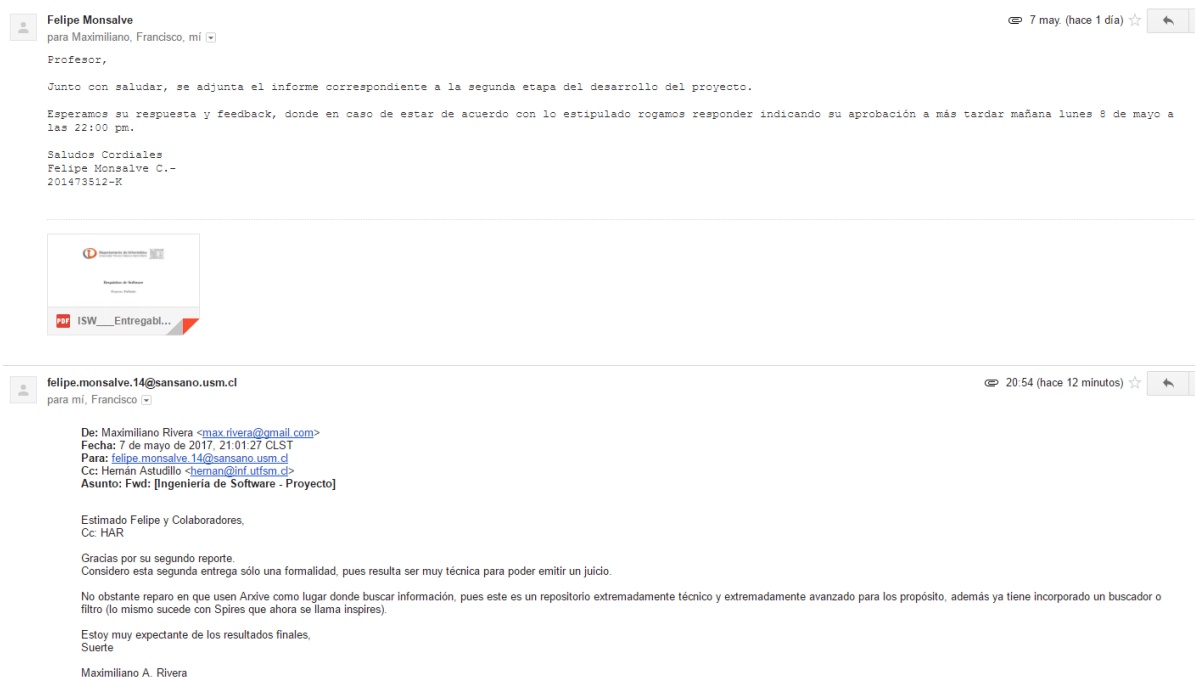 Felipe Monsalve
7 may. (hace 1 día)
para Maximiliano, Francisco, mí
Profesor,
Junto con saludar, se adjunta el informe correspondiente a la segunda etapa del desarrollo del proyecto.
Esperamos su respuesta y feedback, donde en caso de estar de acuerdo con lo estipulado rogamos responder indicando su aprobación a más tardar mañana lunes 8 de mayo a
las 22:00 pm.
Saludos Cordiales
Felipe Monsalve C.-
201473512-K
Departamento de Informática
PDF ISW___Entregabl...
felipe.monsalve.14@sansano.usm.cl
20:54 (hace 12 minutos)
para mí, Francisco
De: Maximiliano Rivera <max.rivera@gmail.com>
Fecha: 7 de mayo de 2017, 21:01:27 CLST
Para: felipe.monsalve.14@sansano.usm.cl
Cc: Hernán Astudillo <hernan@inf.utfsm.cl>
Asunto: Fwd: [Ingeniería de Software - Proyecto]
Estimado Felipe y Colaboradores,
Cc: HAR
Gracias por su segundo reporte.
Considero esta segunda entrega sólo una formalidad, pues resulta ser muy técnica para poder emitir un juicio.
No obstante reparo en que usen Arxive como lugar donde buscar información, pues este es un repositorio extremadamente técnico y extremadamente avanzado para los propósito, además ya tiene incorporado un buscador o
filtro (lo mismo sucede con Spires que ahora se llama inspires).
Estoy muy expectante de los resultados finales,
Suerte
Maximiliano A. Rivera